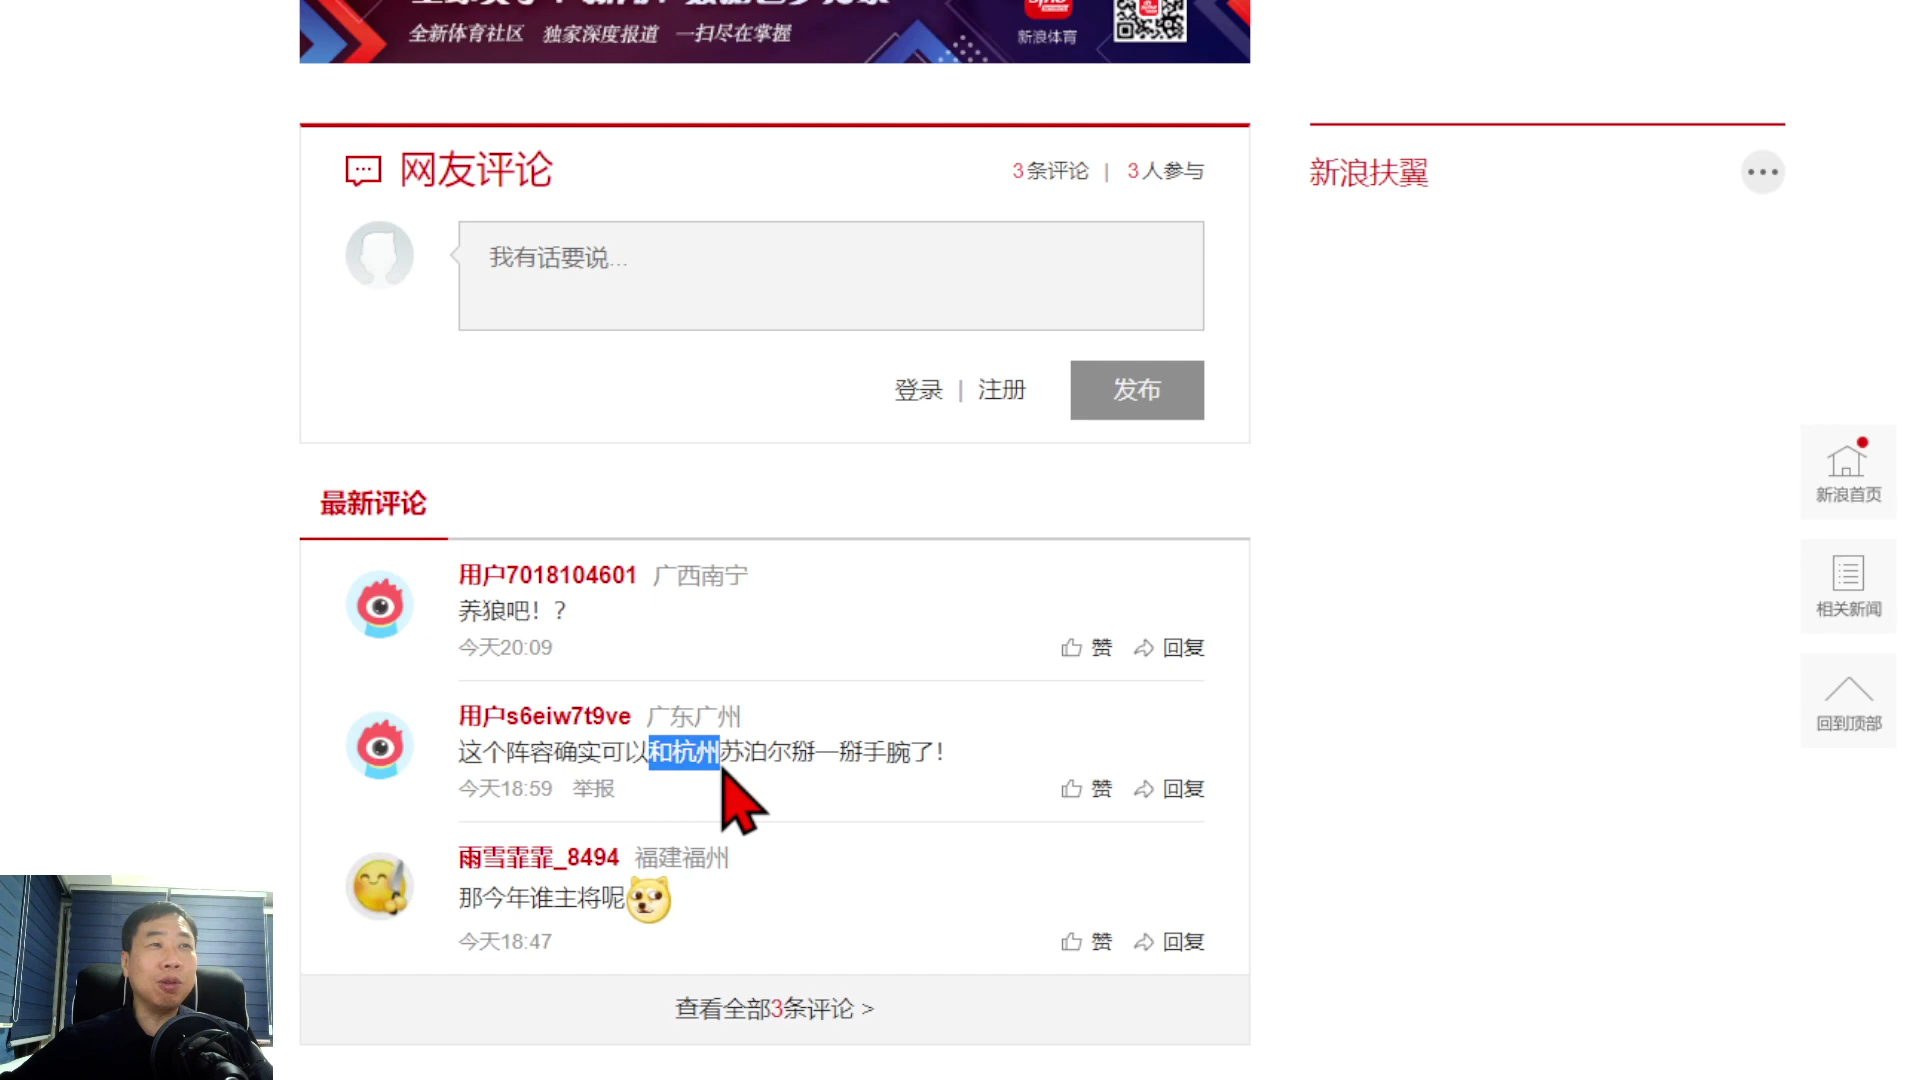 全新体育社区 独家深度报道 一扫尽在掌握
新浪体育
网友评论
3条评论 | 3人参与
新浪扶翼
我有话要说...
登录 | 注册
发布
最新评论
用户7018104601 广西南宁
养狼吧！？
今天20:09
赞 回复
用户s6eiw7t9ve 广东广州
这个阵容确实可以和杭州苏泊尔掰一掰手腕了！
今天18:59 举报
赞 回复
雨雪霏霏_8494 福建福州
那今年谁主将呢
今天18:47
赞 回复
查看全部3条评论 >
新浪首页
相关新闻
回到顶部